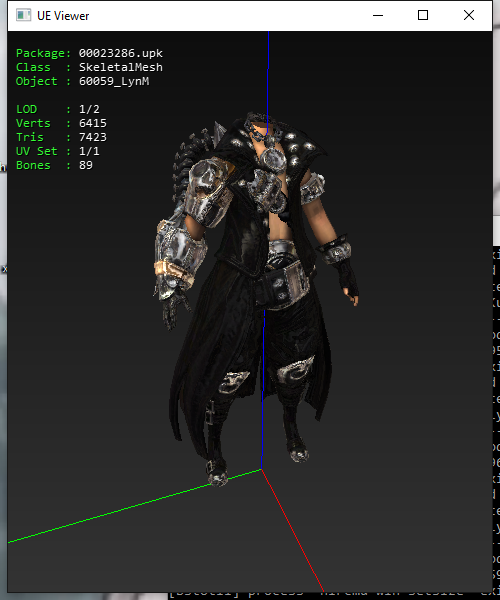 UE Viewer
Package: 00023286.upk
Class : SkeletalMesh
Object : 60059_LynM
LOD : 1/2
Verts : 6415
Tris : 7423
UV Set : 1/1
Bones : 89